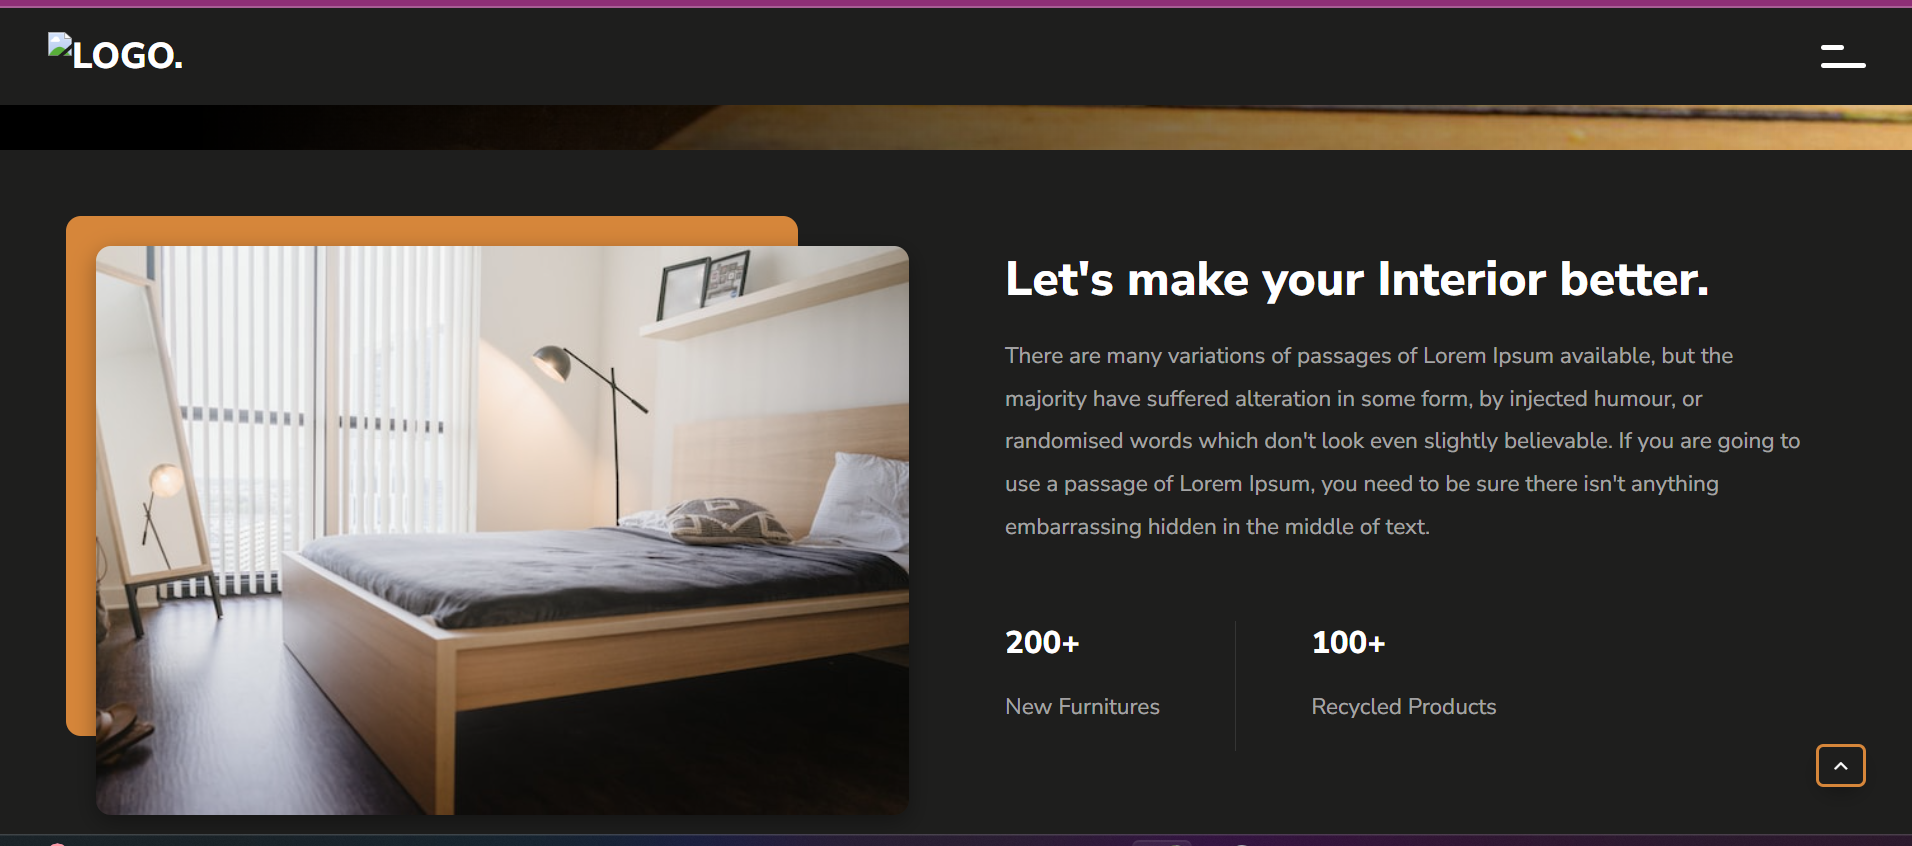 LOGO.
Let's make your Interior better.
There are many variations of passages of Lorem Ipsum available, but the
majority have suffered alteration in some form, by injected humour, or
randomised words which don't look even slightly believable. If you are going to
use a passage of Lorem Ipsum, you need to be sure there isn't anything
embarrassing hidden in the middle of text.
200+
New Furnitures
100+
Recycled Products